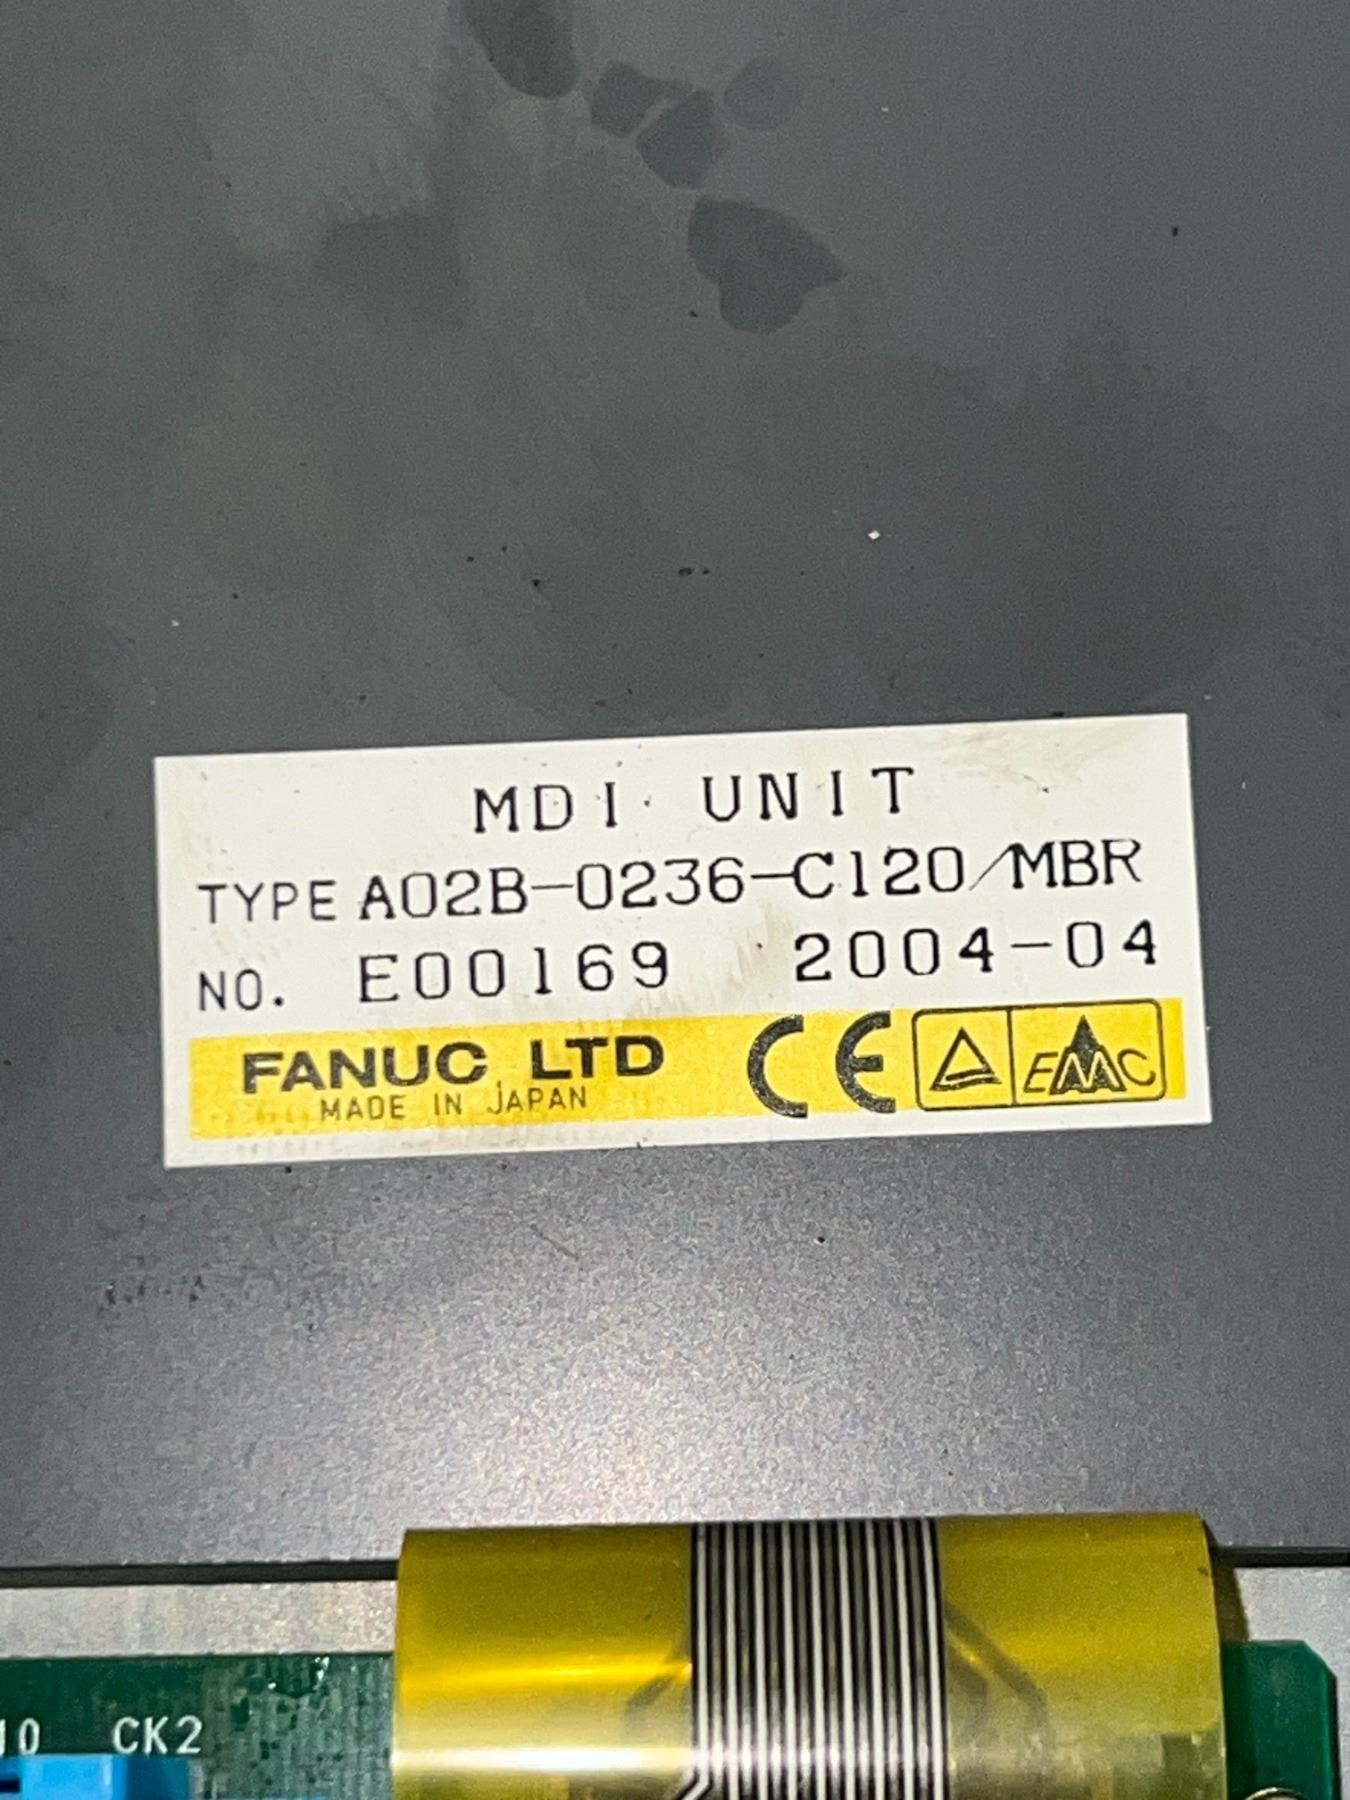 MDI UNIT
TYPE A02B-0236-C120/MBR
NO. E00169 2004-04
FANUC LTD
MADE IN JAPAN
CE
EMC
10 CK2